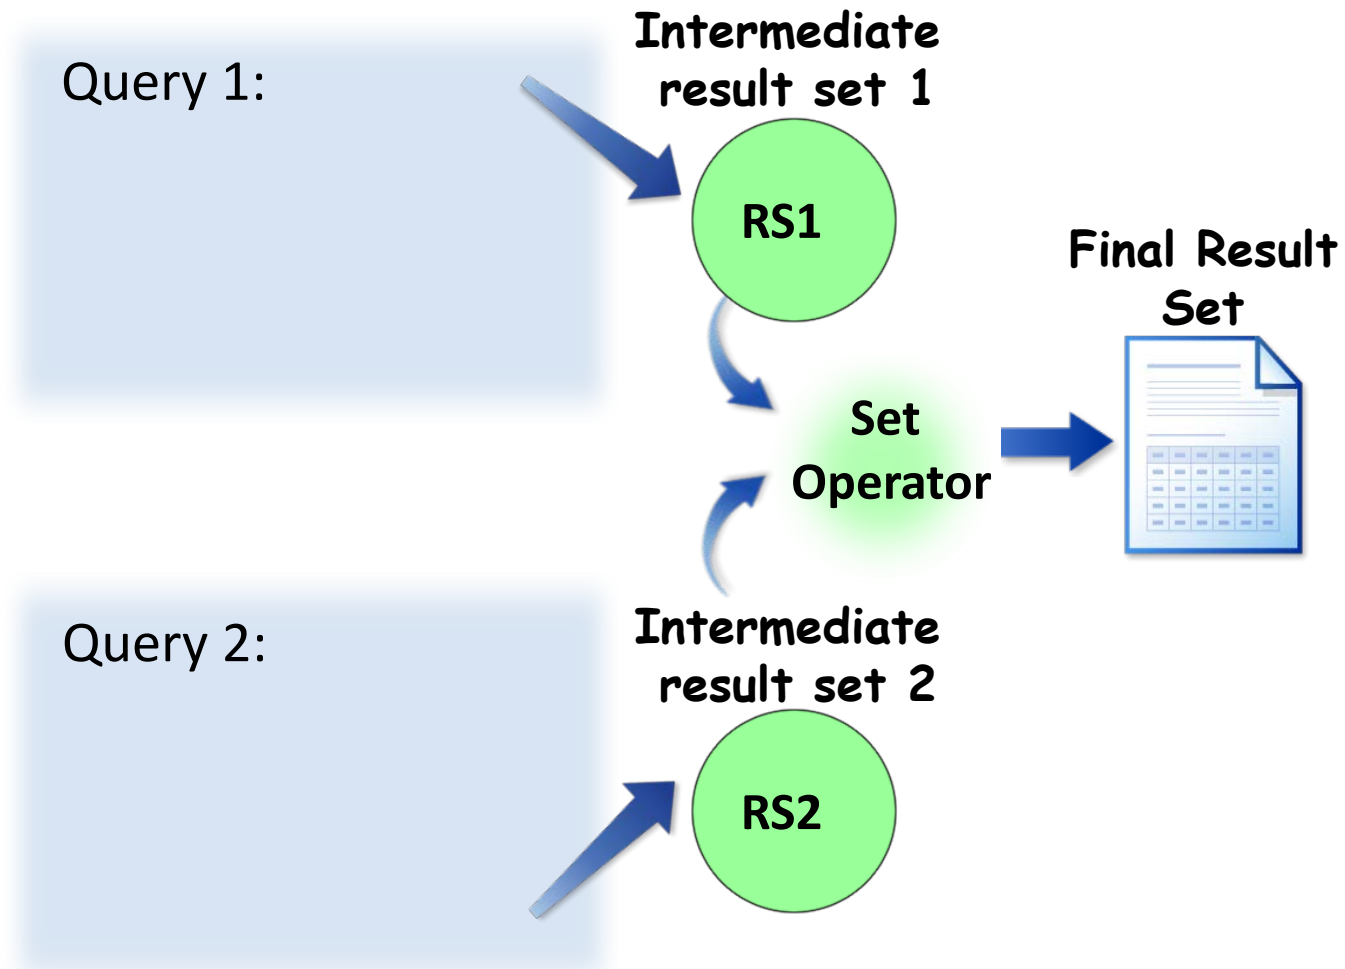 Query 1:
Intermediate
result set 1
RS1
Final Result
Set
Set
Operator
Query 2:
Intermediate
result set 2
RS2